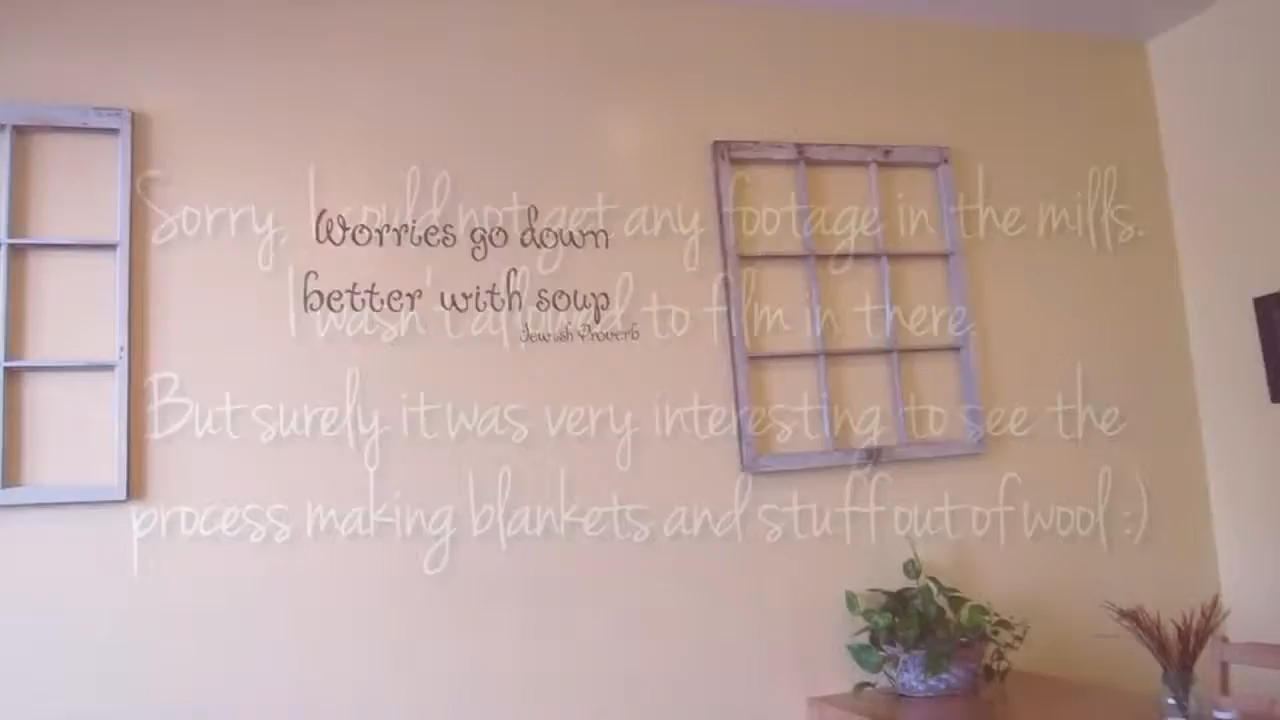 Sorry, I could not get any footage in the mills.
I wasn't allowed to film in there.
But surely it was very interesting to see the
process making blankets and stuff out of wool :)
Worries go down
better with soup
Jewish Proverb